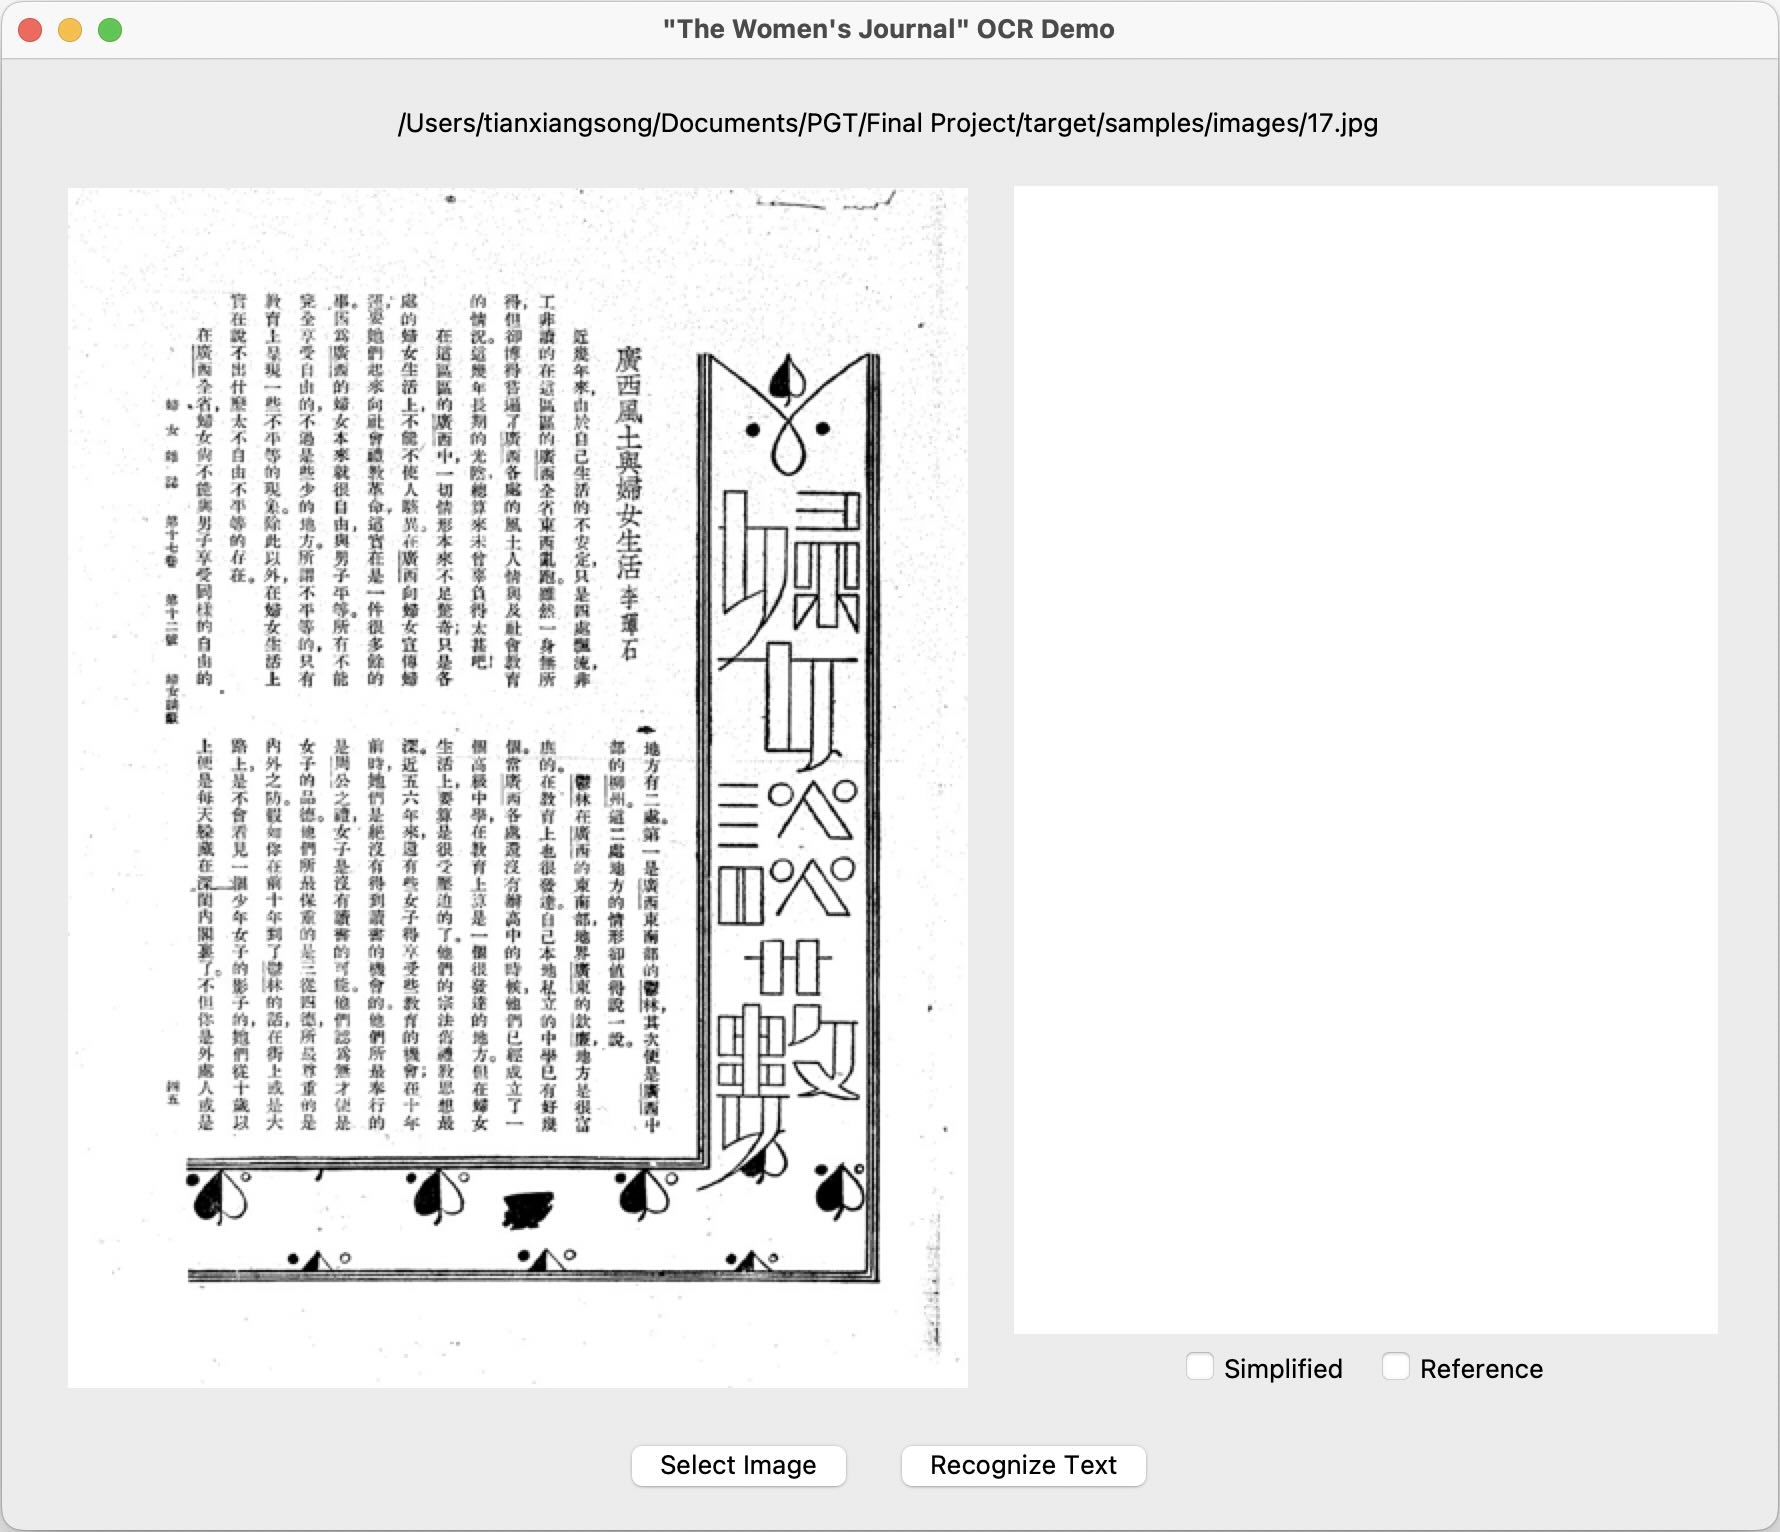 "The Women's Journal" OCR Demo
/Users/tianxiangsong/Documents/PGT/Final Project/target/samples/images/17.jpg
婦女談藪
廣西風土與婦女生活 李 石
近幾年來,由於自己生活的不安定,只是四處飄流,非
工非讀的在這區區的廣西全省東西亂跑。雖然一身無所
得,但卻博得嘗遍了廣西各處的風土人情與及社會教育
的情況。這幾年長期的光陰,總算來未曾辜負得太甚吧!
在這區區的廣西中,一切情形本來不足驚奇;只是各
處的婦女生活上,不能不使人駭異。在廣西向婦女宣傳婦
要她們起來向社會禮教革命,這實在是一件很多餘的
事。因爲廣西的婦女本來就很自由,與男子平等。所有不能
完全享受自由的,不過是些少的地方。所謂不平等的,只有
教育上呈現一些不平等的現象。除此以外,在婦女生活上
實在說不出什麼太不自由不平等的存在。
在廣西全省,婦女尚不能與男子享受同樣的自由的
地方有二處。第一是廣西東南部的鬱林,其次便是廣西中
部的柳州。這二處地方的情形卻值得說一說。
鬱林在廣西的東南部,地界廣東的欽廉,地方是很富
庶的。在教育上也很發達。自己本地私立的中學已有好幾
個。當廣西各處還沒有辦高中的時候,他們已經成立了一
個高級中學,在教育上算是一個很發達的地方。但在婦女
生活上,要算是很受壓迫的了。他們的宗法舊禮教思想最
深。近五六年來,還有些女子得享受些教育的機會;在十年
前時,她們是絕沒有得到讀書的機會的。他們所最奉行的
是周公之禮,女子是沒有讀書的可能。他們認爲無才便是
女子的品德。他們所最保重的是三從四德,所最尊重的是
內外之防。假如你在前十年到了鬱林的話,在街上或是大
路上,是不會看見一個少年女子的影子的,她們從十歲以
上便是每天躲藏在深閨內閣裏了。不但你是外處人或是
婦女雜誌 第十七卷 第十二號 婦女談藪
四五
Simplified
Reference
Select Image
Recognize Text